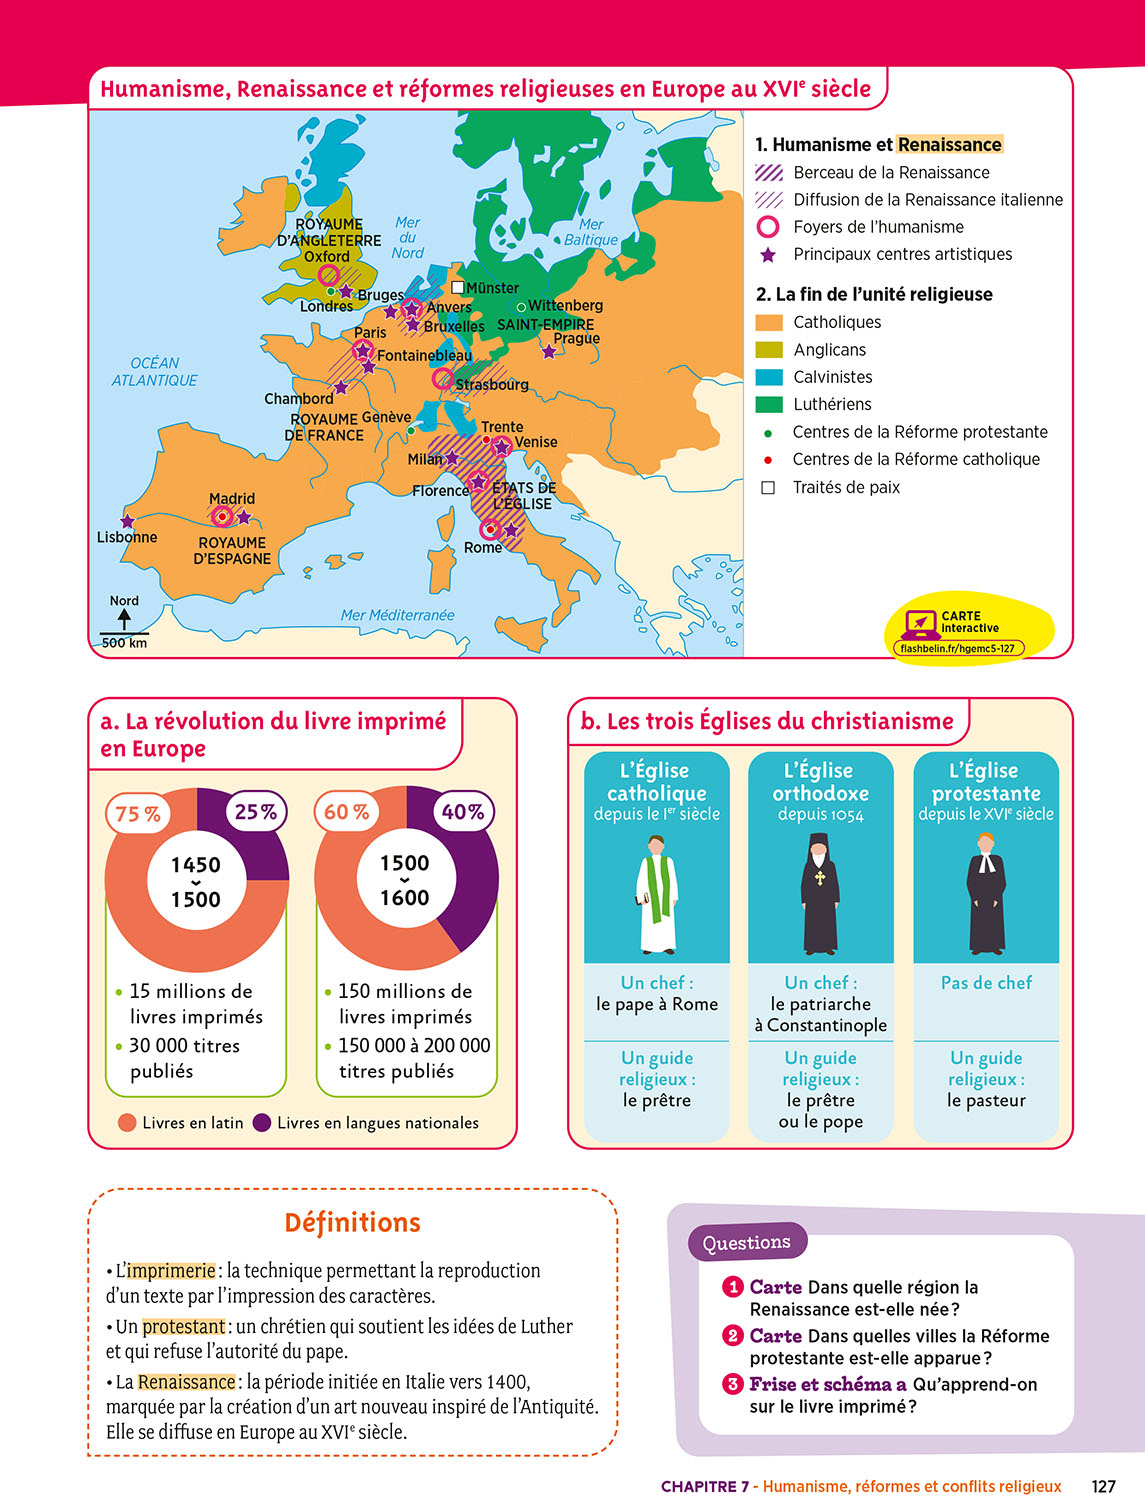 Humanisme, Renaissance et réformes religieuses en Europe au XVIe siècle
ROYAUME
D'ANGLETERRE
Oxford
Londres
Mer
du
Nord
Mer
Baltique
Bruges
Anvers
Bruxelles
Münster
Wittenberg
SAINT-EMPIRE
Prague
Paris
Fontainebleau
Strasbourg
Chambord
OCÉAN
ATLANTIQUE
ROYAUME
DE FRANCE
Genève
Trente
Venise
Milan
Florence
ÉTATS DE
L'ÉGLISE
Rome
Madrid
Lisbonne
ROYAUME
D'ESPAGNE
Mer Méditerranée
Nord
500 km
1. Humanisme et Renaissance
Berceau de la Renaissance
Diffusion de la Renaissance italienne
Foyers de l'humanisme
Principaux centres artistiques
2. La fin de l'unité religieuse
Catholiques
Anglicans
Calvinistes
Luthériens
Centres de la Réforme protestante
Centres de la Réforme catholique
Traités de paix
CARTE
interactive
flashbelin.fr/hgemc5-127
a. La révolution du livre imprimé
en Europe
75 %
25 %
1450
1500
60 %
40 %
1500
1600
• 15 millions de
livres imprimés
• 30 000 titres
publiés
• 150 millions de
livres imprimés
• 150 000 à 200 000
titres publiés
Livres en latin
Livres en langues nationales
b. Les trois Églises du christianisme
L'Église
catholique
depuis le Ier siècle
Un chef :
le pape à Rome
Un guide
religieux :
le prêtre
L'Église
orthodoxe
depuis 1054
Un chef :
le patriarche
à Constantinople
Un guide
religieux :
le prêtre
ou le pope
L'Église
protestante
depuis le XVIe siècle
Pas de chef
Un guide
religieux :
le pasteur
Définitions
• L'imprimerie : la technique permettant la reproduction
d'un texte par l'impression des caractères.
• Un protestant : un chrétien qui soutient les idées de Luther
et qui refuse l'autorité du pape.
• La Renaissance : la période initiée en Italie vers 1400,
marquée par la création d'un art nouveau inspiré de l'Antiquité.
Elle se diffuse en Europe au XVIe siècle.
Questions
1 Carte Dans quelle région la
Renaissance est-elle née ?
2 Carte Dans quelles villes la Réforme
protestante est-elle apparue ?
3 Frise et schéma a Qu'apprend-on
sur le livre imprimé ?
CHAPITRE 7 - Humanisme, réformes et conflits religieux 127